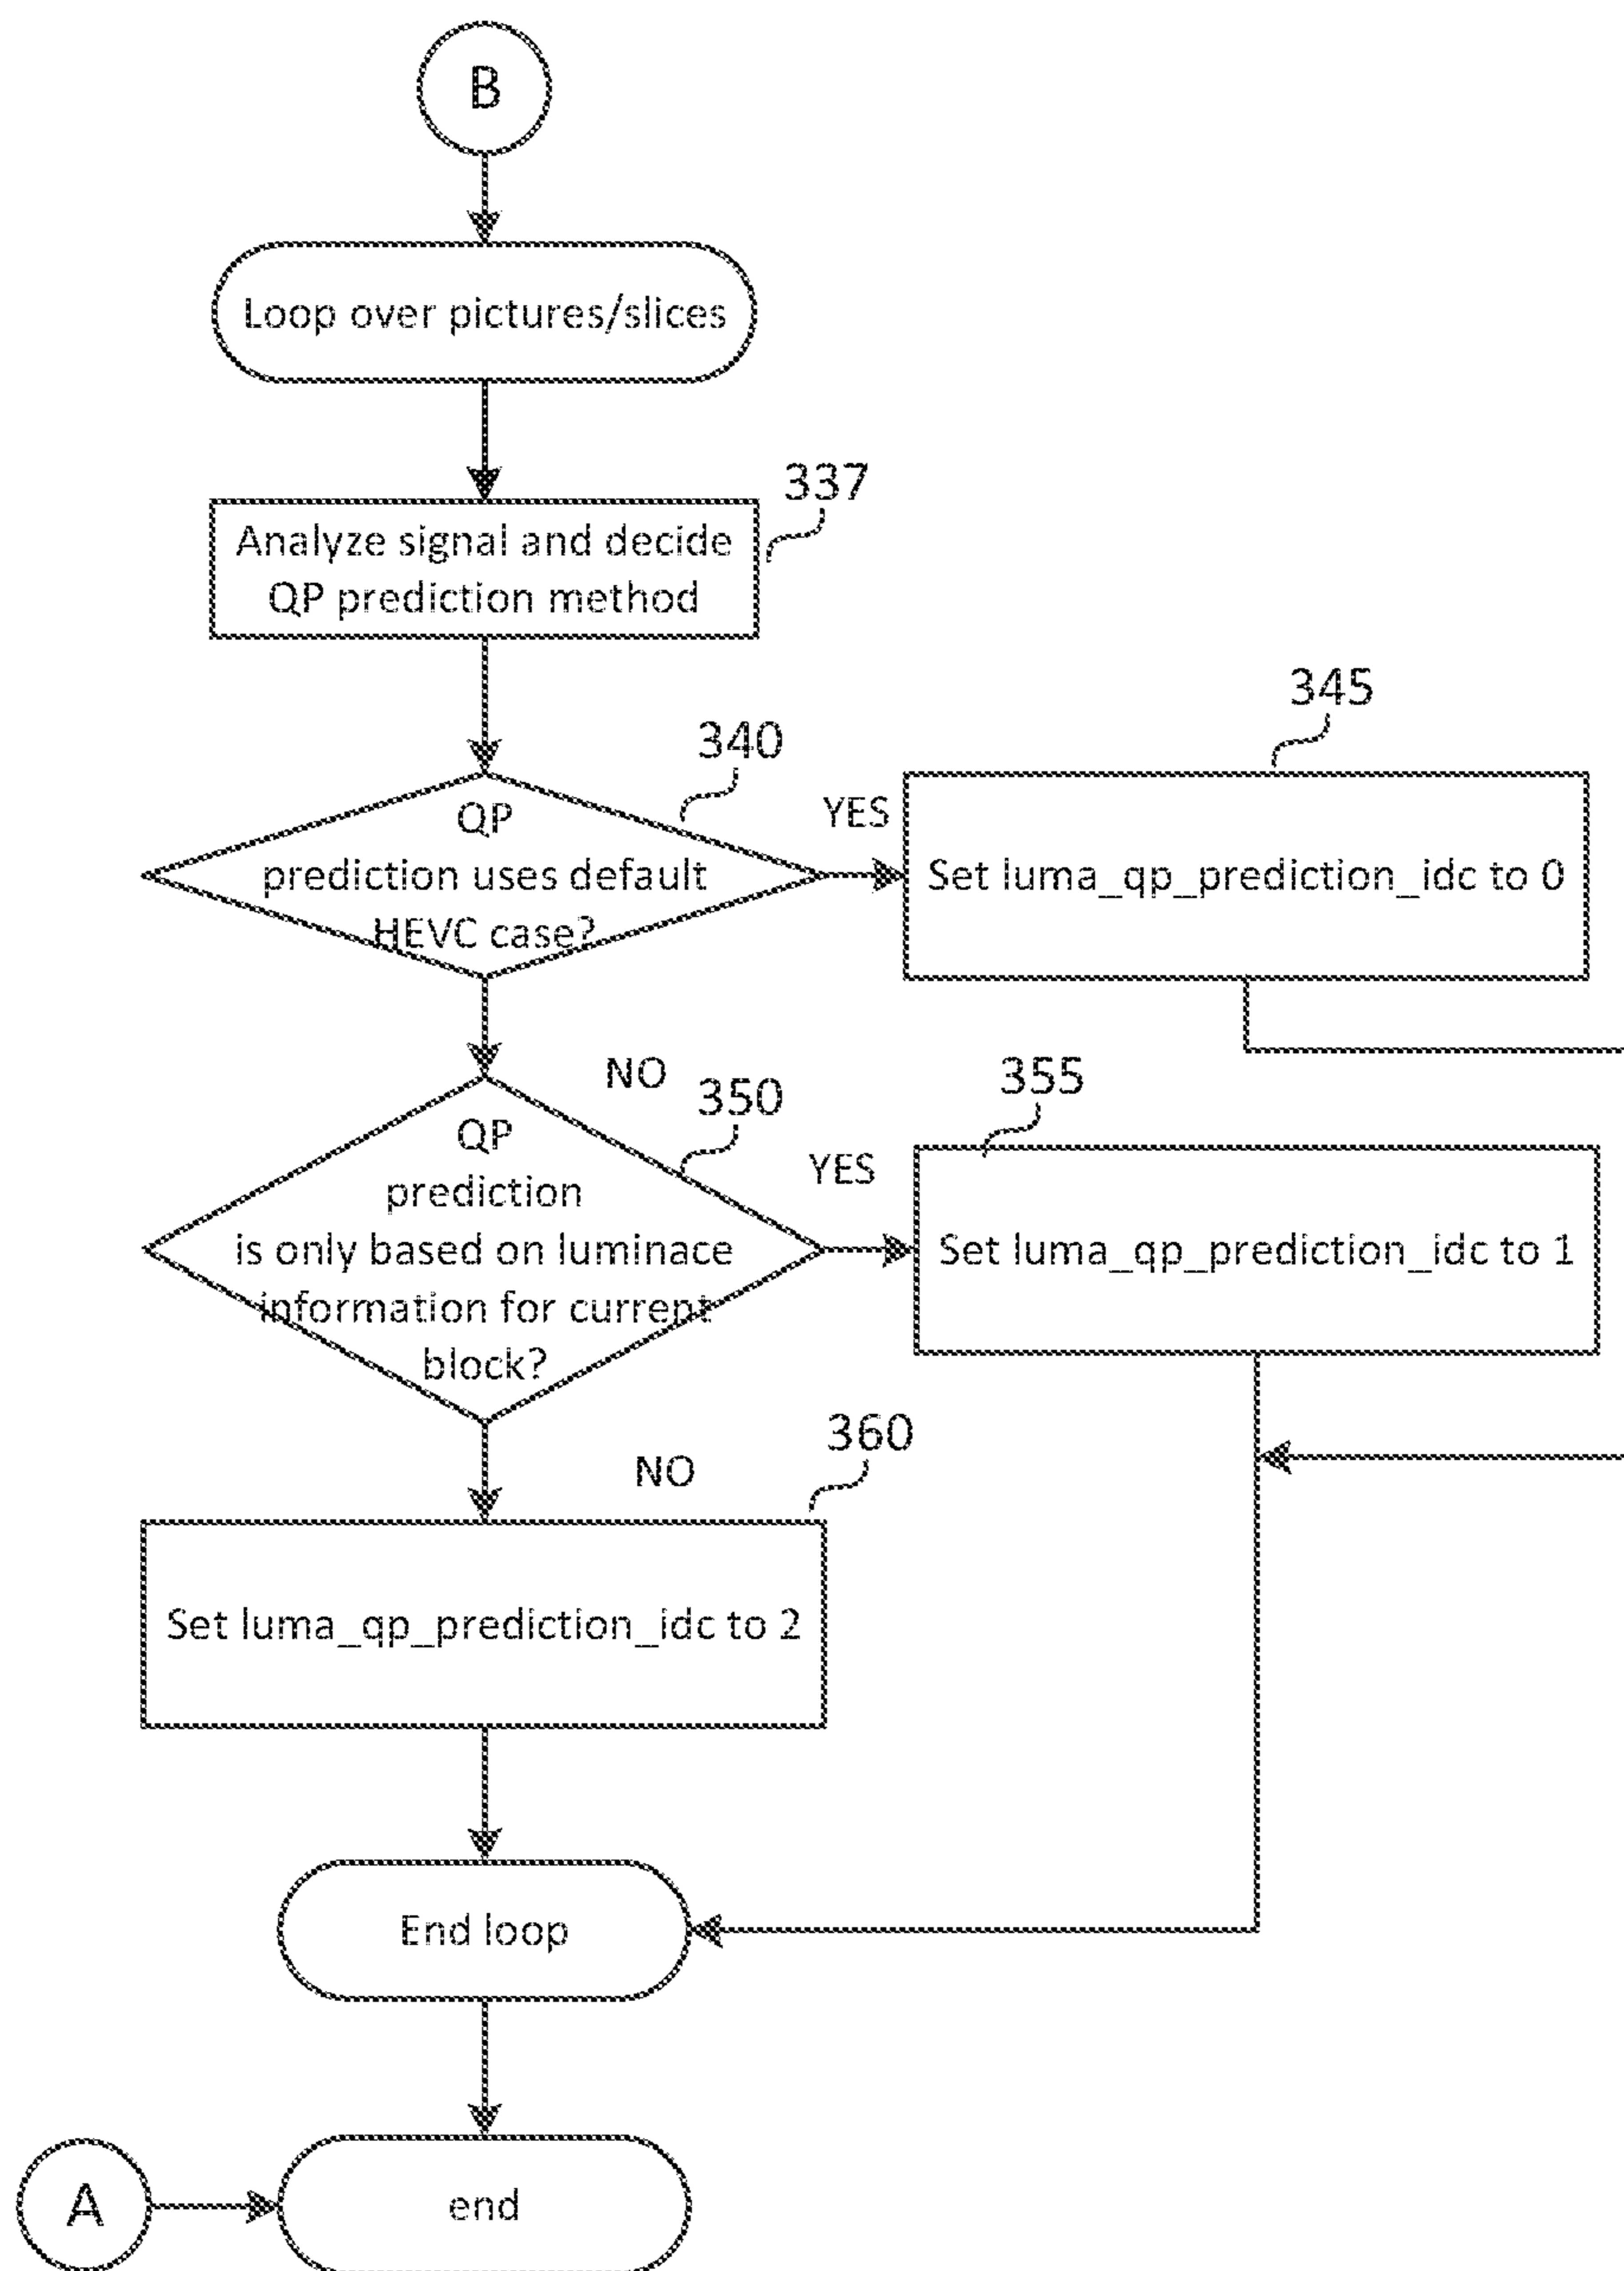 B
Loop over pictures/slices
337
Analyze signal and decide
QP prediction method
340
345
QP
prediction uses default
HEVC case?
YES
Set luma_qp_prediction_idc to 0
NO
350
355
QP
prediction
is only based on luminace
information for current
block?
YES
Set luma_qp_prediction_idc to 1
NO
360
Set luma_qp_prediction_idc to 2
End loop
A
end